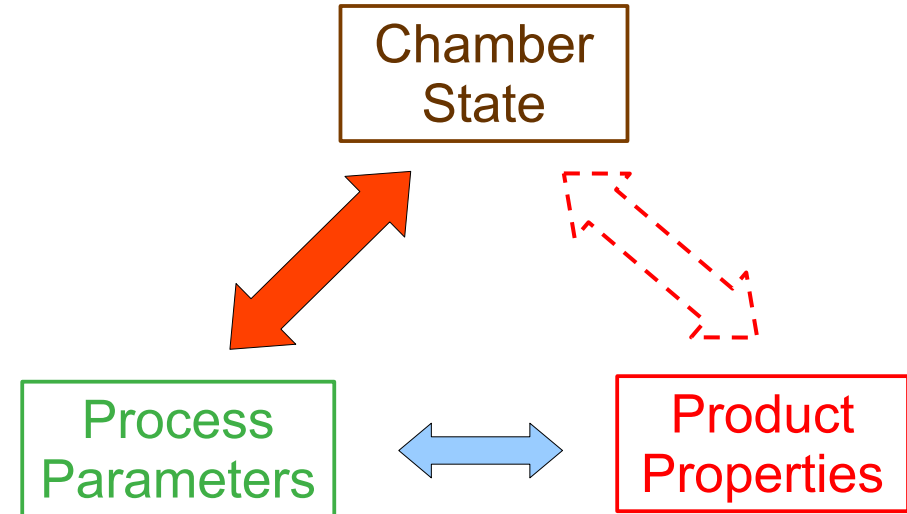 Chamber
State
Process
Parameters
Product
Properties